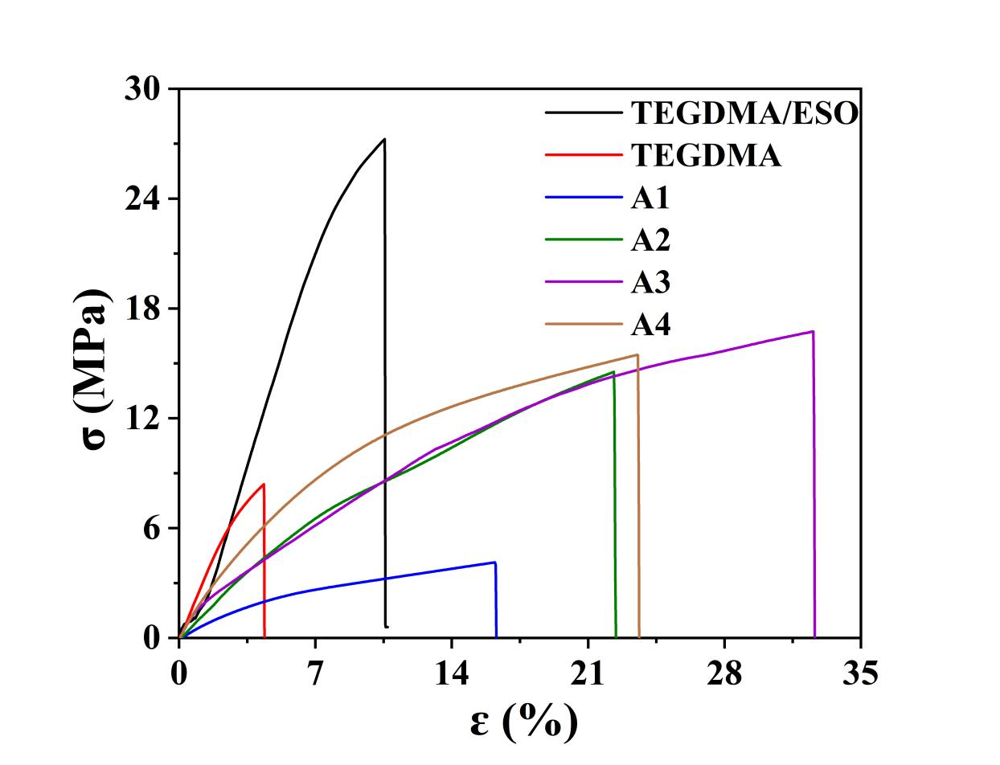 30
24
18
12
6
0
σ (MPa)
TEGDMA/ESO
TEGDMA
A1
A2
A3
A4
0 7 14 21 28 35
ε (%)